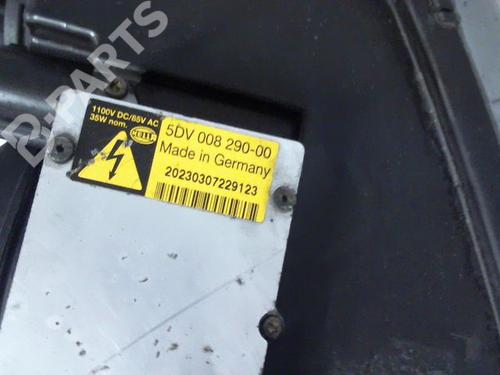 B-PARTS
1100V DC/85V AC
35W nom.
HELLA
5DV 008 290-00
Made in Germany
20230307229123